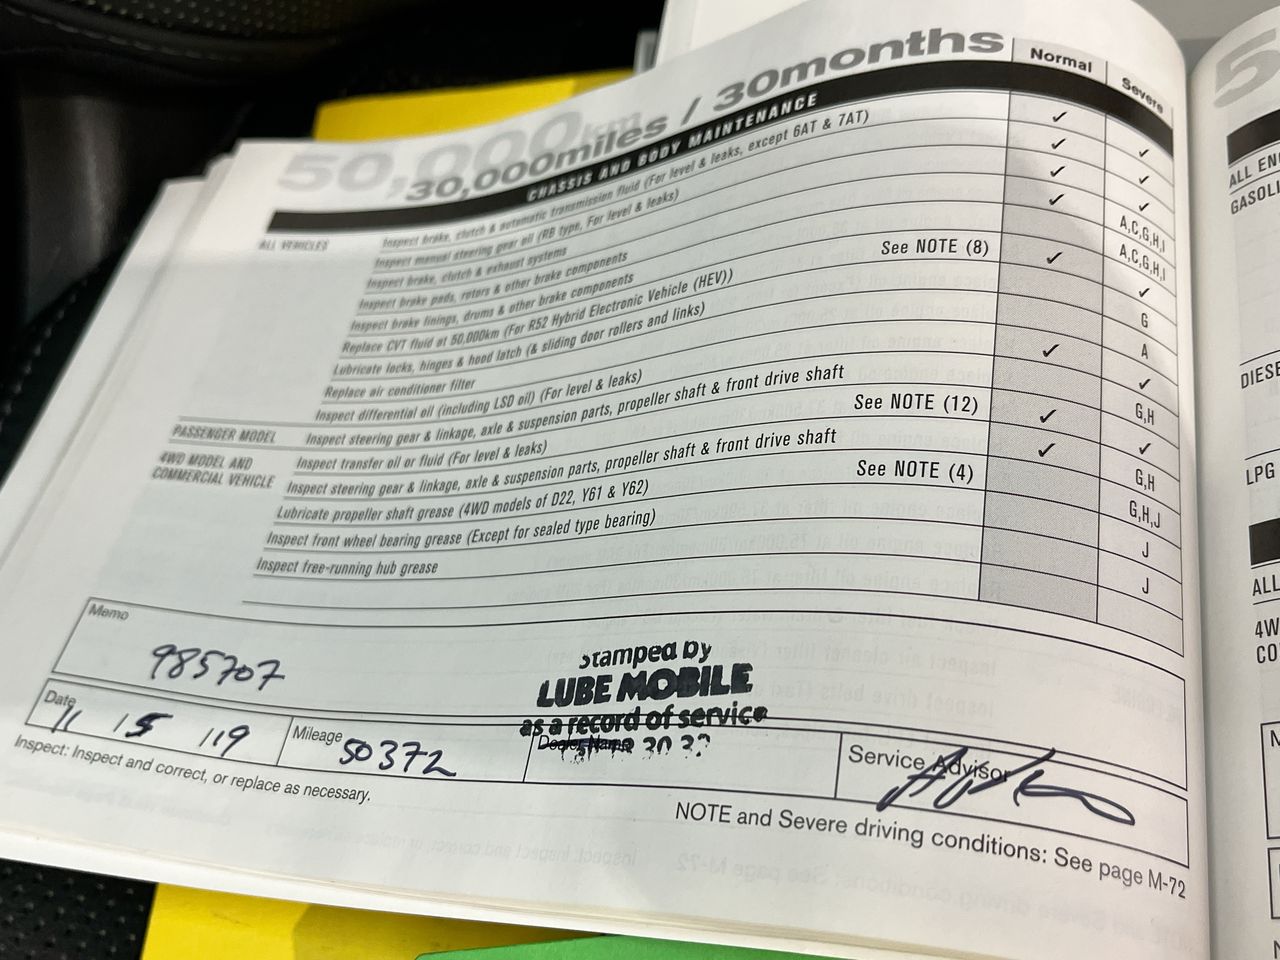 50,000km
30,000miles / 30months
Normal
Severe
CHASSIS AND BODY MAINTENANCE
ALL VEHICLES
Inspect brake, clutch & automatic transmission fluid (For level & leaks, except 6AT & 7AT) ✓ ✓
Inspect manual steering gear oil (RB type, For level & leaks) ✓ ✓
Inspect brake, clutch & exhaust systems ✓ ✓
Inspect brake pads, rotors & other brake components ✓ A,C,G,H,I
Inspect brake linings, drums & other brake components A,C,G,H,I
Replace CVT fluid at 50,000km (For R52 Hybrid Electronic Vehicle (HEV)) See NOTE (8) ✓ ✓
Lubricate locks, hinges & hood latch (& sliding door rollers and links) G
Replace air conditioner filter A
Inspect differential oil (including LSD oil) (For level & leaks) ✓ ✓
PASSENGER MODEL
Inspect steering gear & linkage, axle & suspension parts, propeller shaft & front drive shaft G,H
4WD MODEL AND
COMMERCIAL VEHICLE
Inspect transfer oil or fluid (For level & leaks) See NOTE (12) ✓ ✓
Inspect steering gear & linkage, axle & suspension parts, propeller shaft & front drive shaft ✓ G,H
Lubricate propeller shaft grease (4WD models of D22, Y61 & Y62) See NOTE (4) G,H,J
Inspect front wheel bearing grease (Except for sealed type bearing) J
Inspect free-running hub grease J
Memo
985707
Stamped by
LUBE MOBILE
as a record of service
Date
11 15 119
Mileage
50372
Dealer Name
Service Advisor
Inspect: Inspect and correct, or replace as necessary.
NOTE and Severe driving conditions: See page M-72
5
ALL EN
GASOLI
DIESE
LPG
ALL
4W
CO